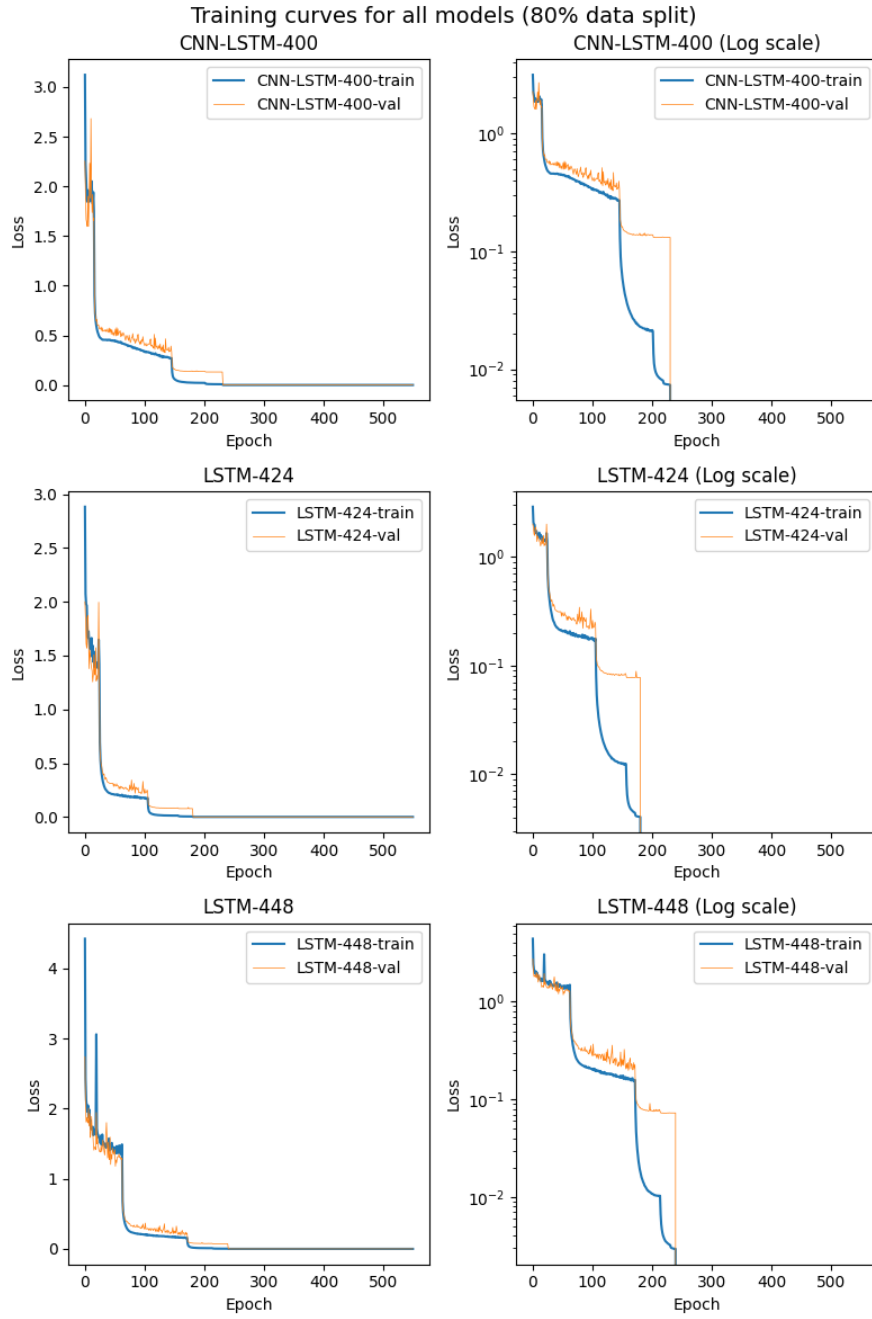 Training curves for all models (80% data split)
CNN-LSTM-400
CNN-LSTM-400-train
CNN-LSTM-400-val
3.0
2.5
2.0
1.5
1.0
0.5
0.0
Loss
0 100 200 300 400 500
Epoch
CNN-LSTM-400 (Log scale)
CNN-LSTM-400-train
CNN-LSTM-400-val
10⁰
10⁻¹
10⁻²
Loss
0 100 200 300 400 500
Epoch
LSTM-424
LSTM-424-train
LSTM-424-val
3.0
2.5
2.0
1.5
1.0
0.5
0.0
Loss
0 100 200 300 400 500
Epoch
LSTM-424 (Log scale)
LSTM-424-train
LSTM-424-val
10⁰
10⁻¹
10⁻²
Loss
0 100 200 300 400 500
Epoch
LSTM-448
LSTM-448-train
LSTM-448-val
4
3
2
1
0
Loss
0 100 200 300 400 500
Epoch
LSTM-448 (Log scale)
LSTM-448-train
LSTM-448-val
10⁰
10⁻¹
10⁻²
Loss
0 100 200 300 400 500
Epoch